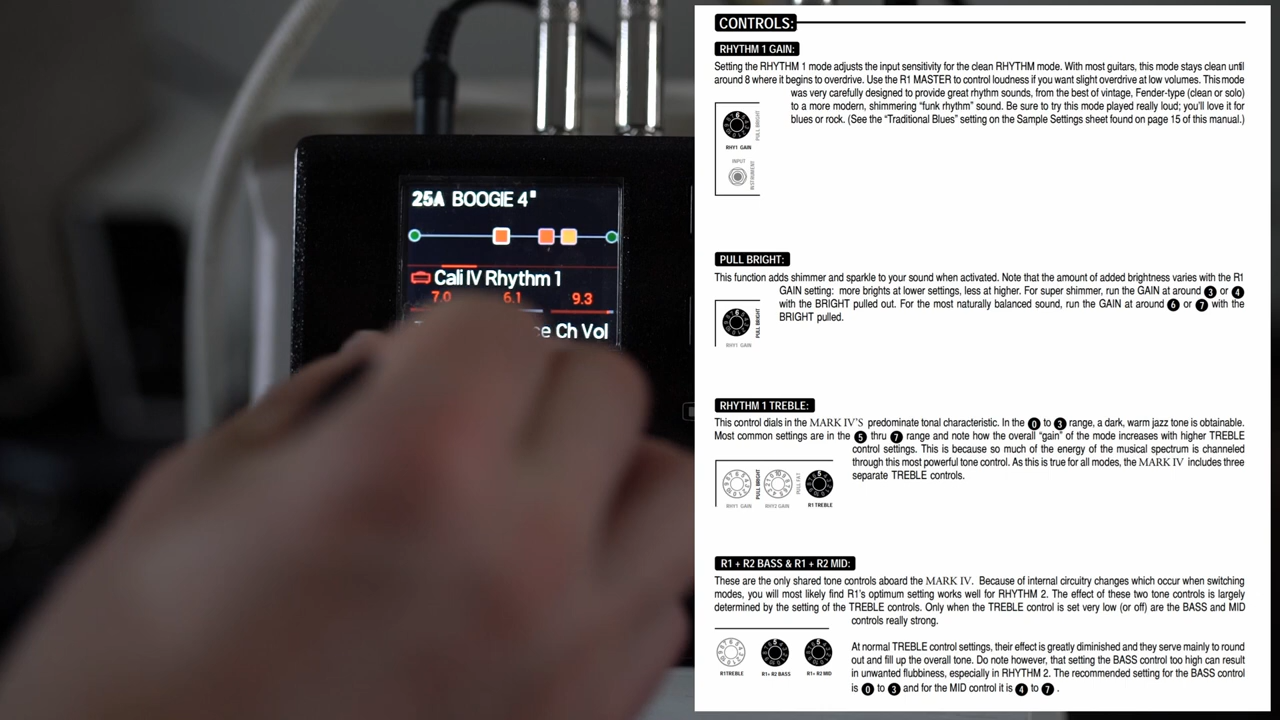 25A BOOGIE 4"
Cali IV Rhythm 1
7.0 6.1 9.3
Ch Vol
CONTROLS:
RHYTHM 1 GAIN:
Setting the RHYTHM 1 mode adjusts the input sensitivity for the clean RHYTHM mode. With most guitars, this mode stays clean until
around 8 where it begins to overdrive. Use the R1 MASTER to control loudness if you want slight overdrive at low volumes. This mode
was very carefully designed to provide great rhythm sounds, from the best of vintage, Fender-type (clean or solo)
to a more modern, shimmering "funk rhythm" sound. Be sure to try this mode played really loud; you'll love it for
blues or rock. (See the "Traditional Blues" setting on the Sample Settings sheet found on page 15 of this manual.)
PULL BRIGHT
RHY1 GAIN
INPUT
INSTRUMENT
PULL BRIGHT:
This function adds shimmer and sparkle to your sound when activated. Note that the amount of added brightness varies with the R1
GAIN setting: more brights at lower settings, less at higher. For super shimmer, run the GAIN at around 3 or 4
with the BRIGHT pulled out. For the most naturally balanced sound, run the GAIN at around 6 or 7 with the
BRIGHT pulled.
PULL BRIGHT
RHY1 GAIN
RHYTHM 1 TREBLE:
This control dials in the MARK IV'S predominate tonal characteristic. In the 0 to 3 range, a dark, warm jazz tone is obtainable.
Most common settings are in the 5 thru 7 range and note how the overall "gain" of the mode increases with higher TREBLE
control settings. This is because so much of the energy of the musical spectrum is channeled
through this most powerful tone control. As this is true for all modes, the MARK IV includes three
separate TREBLE controls.
PULL BRIGHT
RHY1 GAIN RHY2 GAIN R1 TREBLE
R1 + R2 BASS & R1 + R2 MID:
These are the only shared tone controls aboard the MARK IV. Because of internal circuitry changes which occur when switching
modes, you will most likely find R1's optimum setting works well for RHYTHM 2. The effect of these two tone controls is largely
determined by the setting of the TREBLE controls. Only when the TREBLE control is set very low (or off) are the BASS and MID
controls really strong.
At normal TREBLE control settings, their effect is greatly diminished and they serve mainly to round
out and fill up the overall tone. Do note however, that setting the BASS control too high can result
in unwanted flubbiness, especially in RHYTHM 2. The recommended setting for the BASS control
is 0 to 3 and for the MID control it is 4 to 7 .
R1TREBLE R1+ R2 BASS R1+ R2 MID